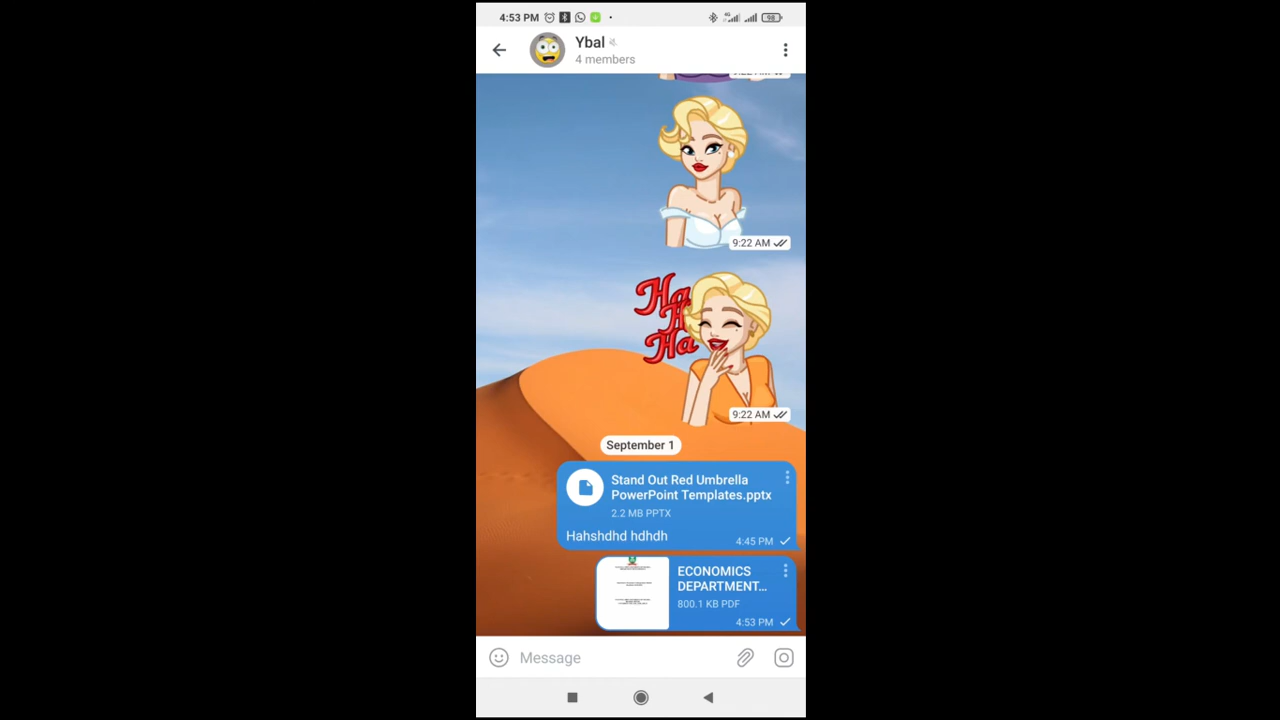 4:53 PM
98
Ybal
4 members
9:22 AM
Ha
Ha
9:22 AM
September 1
Stand Out Red Umbrella
PowerPoint Templates.pptx
2.2 MB PPTX
Hahshdhd hdhdh
4:45 PM
ECONOMICS
DEPARTMENT...
800.1 KB PDF
4:53 PM
Message